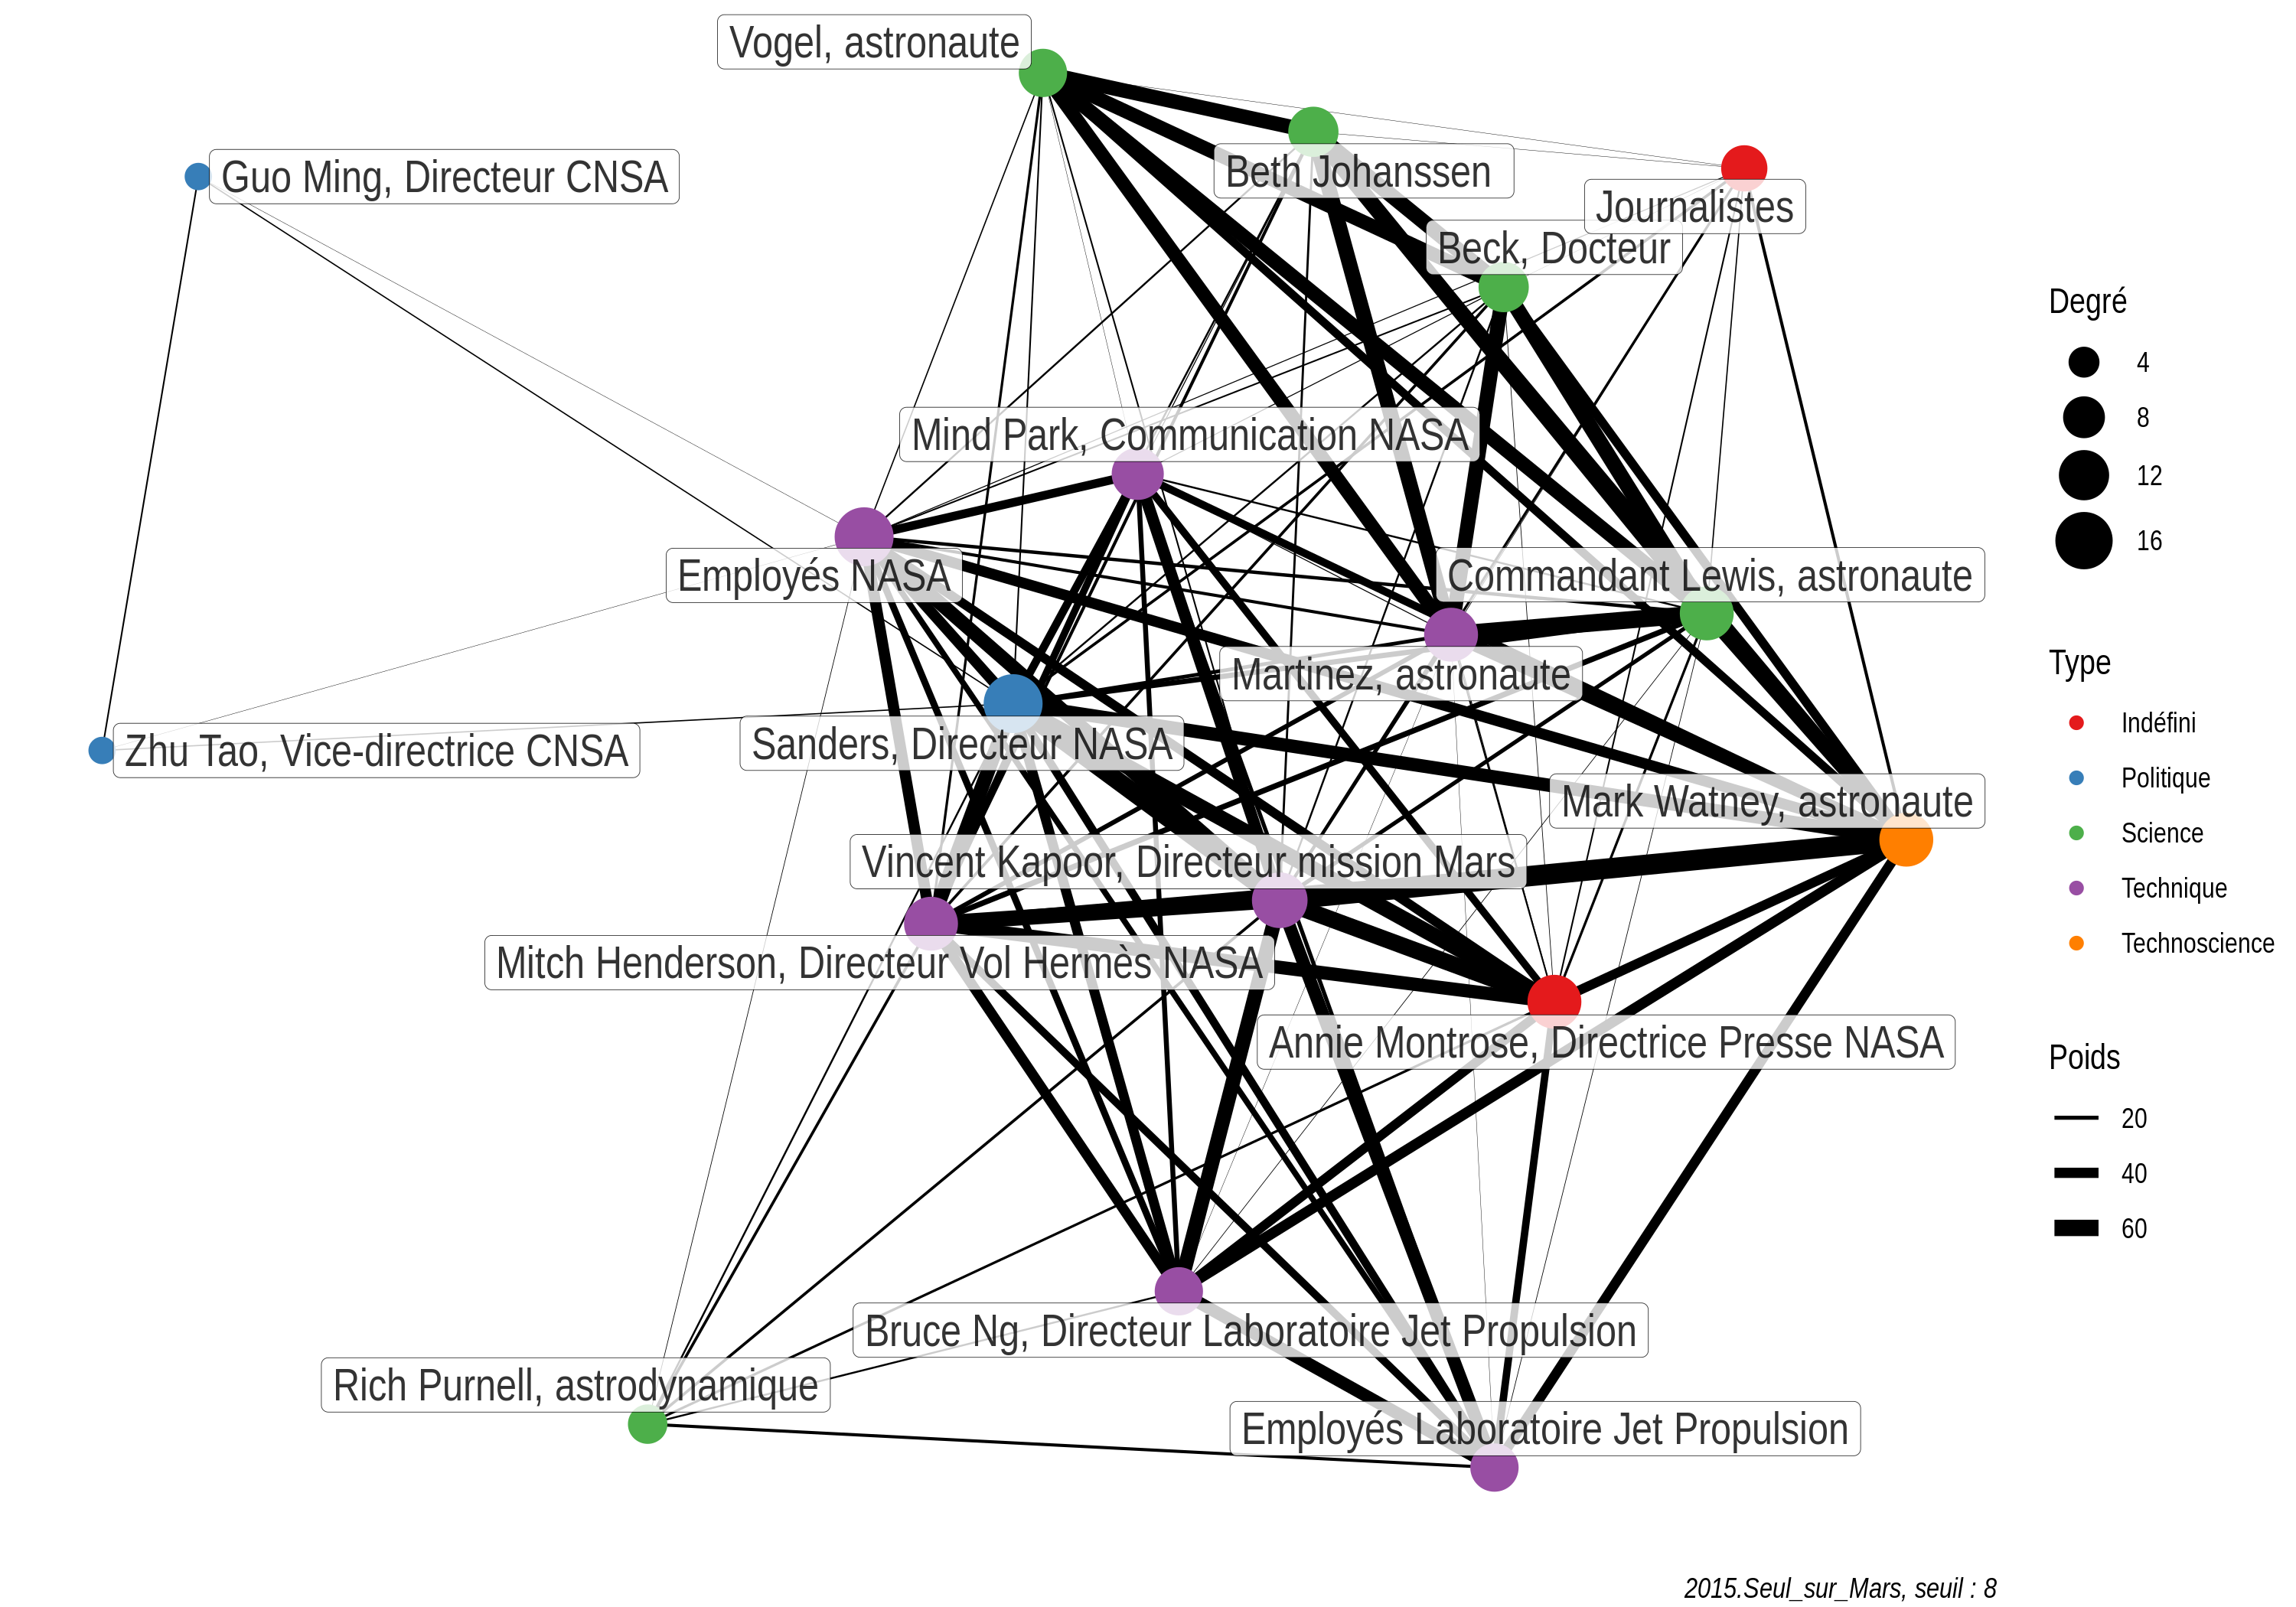 Vogel, astronaute
Guo Ming, Directeur CNSA
Beth Johanssen
Journalistes
Beck, Docteur
Mind Park, Communication NASA
Employés NASA
Commandant Lewis, astronaute
Martinez, astronaute
Sanders, Directeur NASA
Zhu Tao, Vice-directrice CNSA
Mark Watney, astronaute
Vincent Kapoor, Directeur mission Mars
Mitch Henderson, Directeur Vol Hermès NASA
Annie Montrose, Directrice Presse NASA
Bruce Ng, Directeur Laboratoire Jet Propulsion
Rich Purnell, astrodynamique
Employés Laboratoire Jet Propulsion
Degré
4
8
12
16
Type
Indéfini
Politique
Science
Technique
Technoscience
Poids
20
40
60
2015.Seul_sur_Mars, seuil : 8